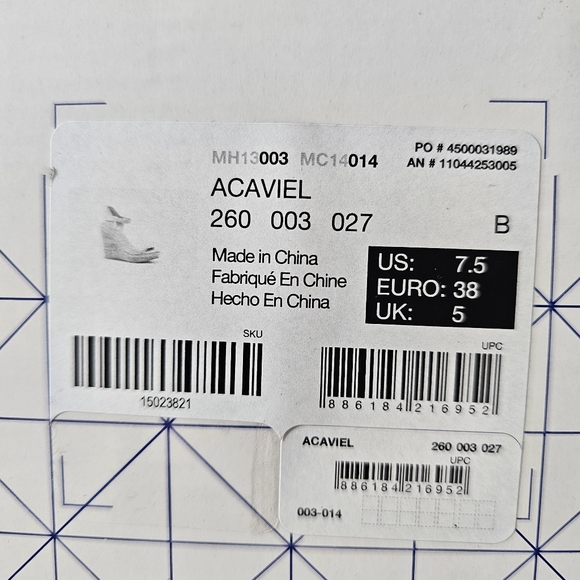 MH13003 MC14014
PO # 4500031989
AN # 11044253005
ACAVIEL
260 003 027
B
Made in China
Fabriqué En Chine
Hecho En China
US: 7.5
EURO: 38
UK: 5
SKU
15023821
UPC
886184216952
ACAVIEL
260 003 027
UPC
886184216952
003-014